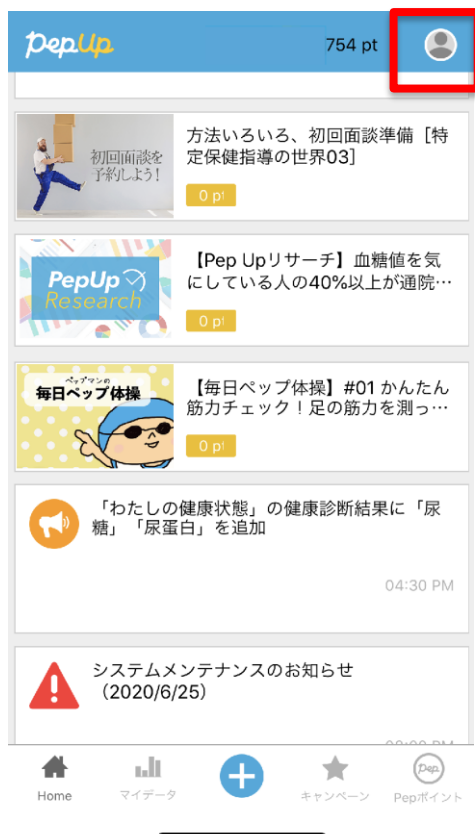 PepUp
754 pt
初回面談を
予約しよう!
方法いろいろ、初回面談準備［特
定保健指導の世界03］
0 pt
PepUp
Research
【Pep Upリサーチ】血糖値を気
にしている人の40%以上が通院…
0 pt
ペップマンの
毎日ペップ体操
【毎日ペップ体操】#01 かんたん
筋力チェック！足の筋力を測っ…
0 pt
「わたしの健康状態」の健康診断結果に「尿
糖」「尿蛋白」を追加
04:30 PM
システムメンテナンスのお知らせ
（2020/6/25）
Home
マイデータ
キャンペーン
Pep
Pepポイント